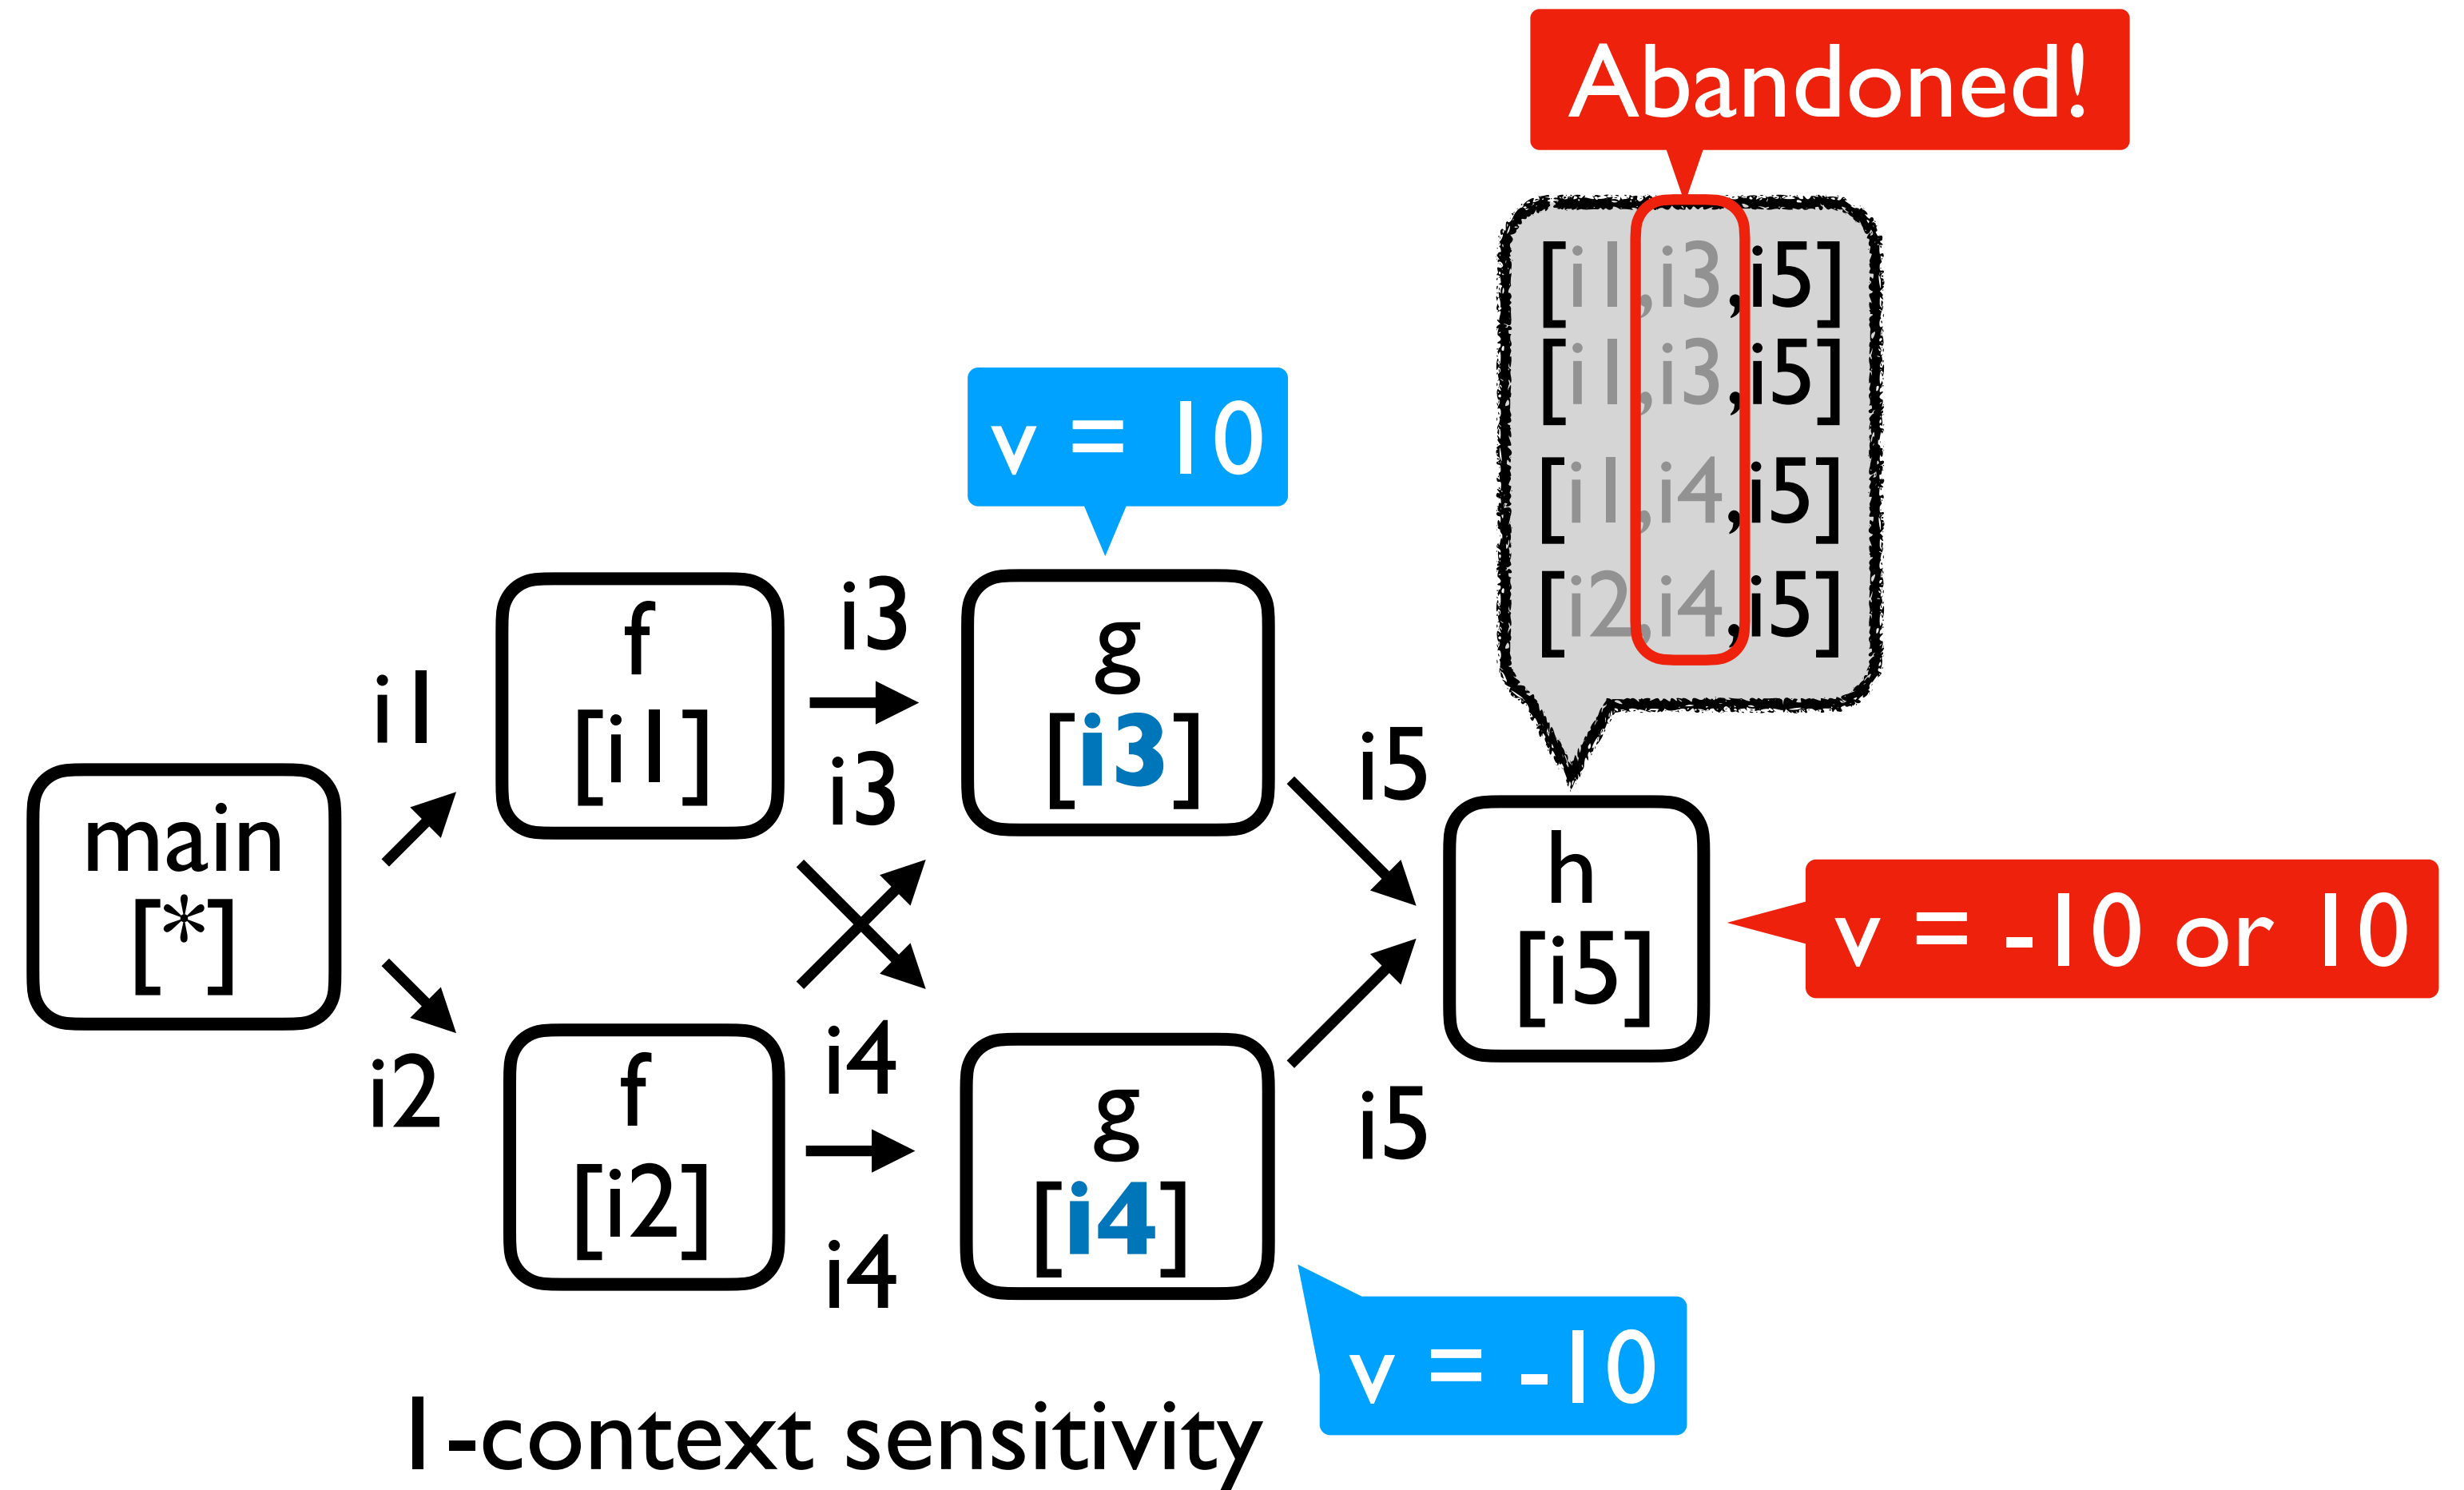 Abandoned!
[i1,i3,i5]
[i1,i3,i5]
[i1,i4,i5]
[i2,i4,i5]
v = 10
i1
f
[i1]
i3
i3
g
[i3]
i5
main
[*]
h
[i5]
v = -10 or 10
i2
f
[i2]
i4
i4
g
[i4]
i5
v = -10
1-context sensitivity